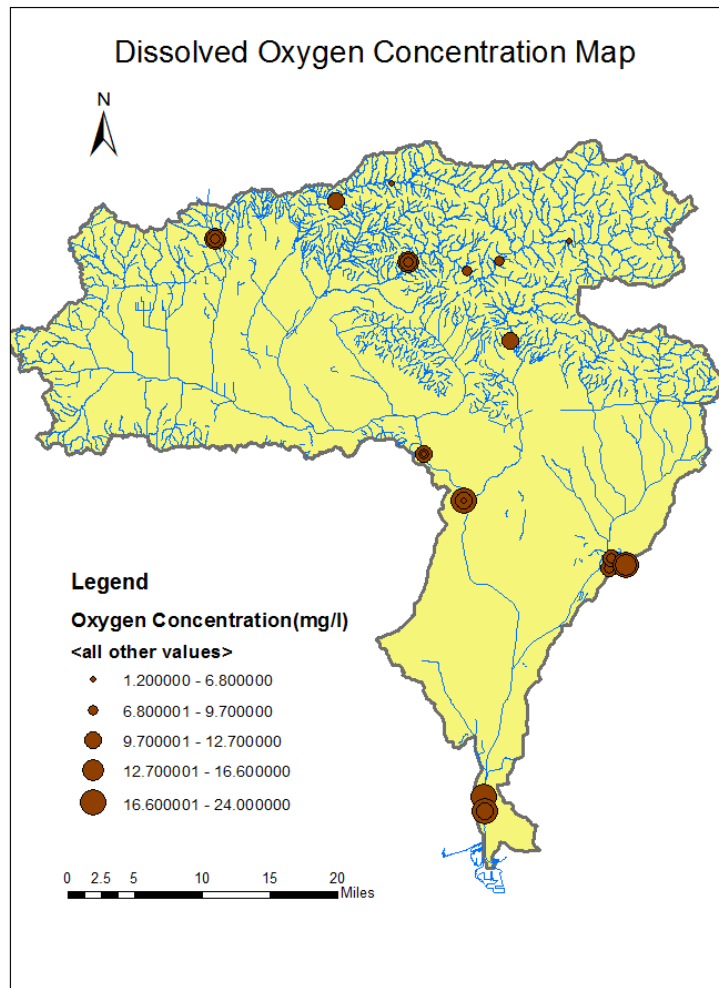 Dissolved Oxygen Concentration Map
N
Legend
Oxygen Concentration(mg/l)
<all other values>
1.200000 - 6.800000
6.800001 - 9.700000
9.700001 - 12.700000
12.700001 - 16.600000
16.600001 - 24.000000
0 2.5 5 10 15 20
Miles